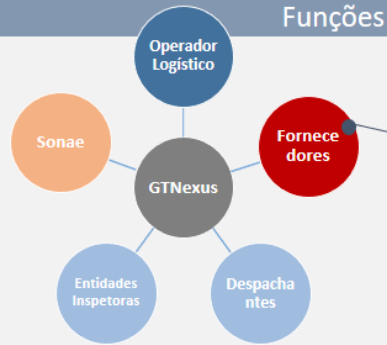 Funções
Operador
Logístico
Sonae
Fornece
dores
GTNexus
Entidades
Inspetoras
Despacha
ntes